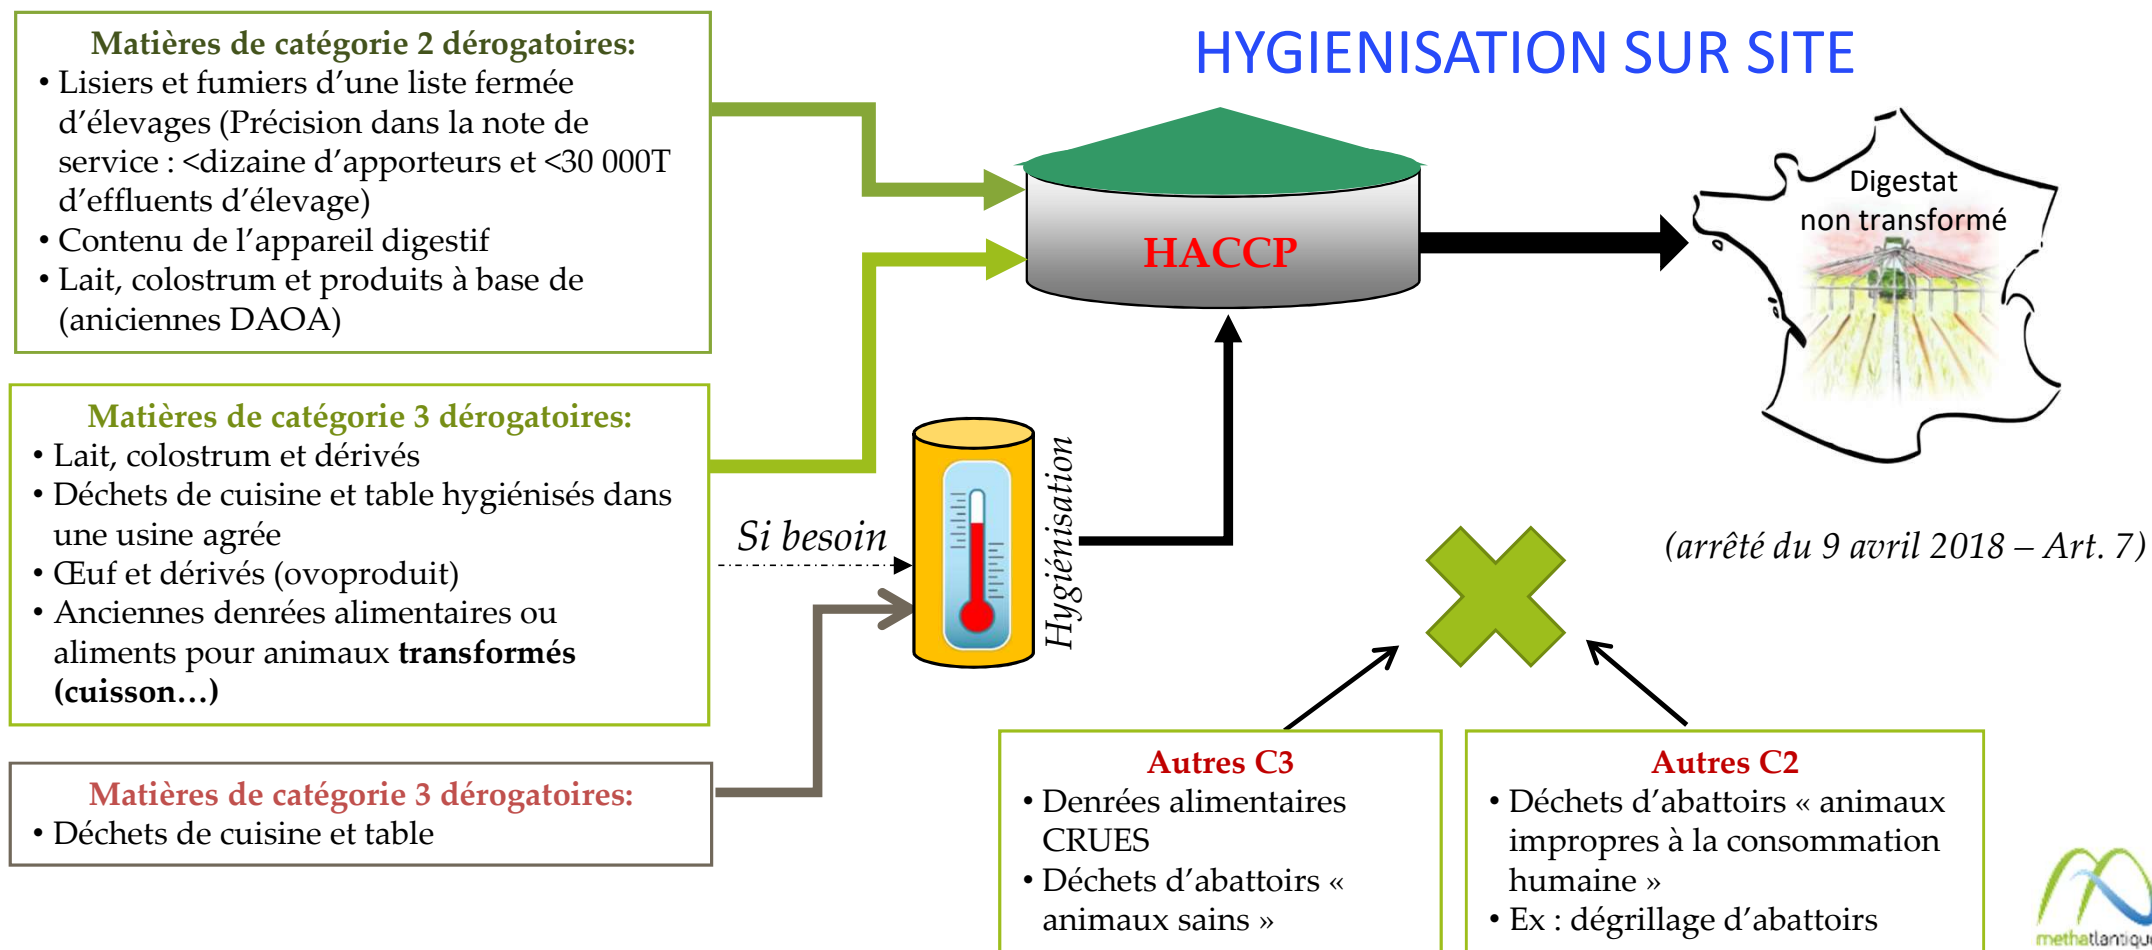 HYGIENISATION SUR SITE
Matières de catégorie 2 dérogatoires:
• Lisiers et fumiers d’une liste fermée
d’élevages (Précision dans la note de
service : <dizaine d’apporteurs et <30 000T
d’effluents d’élevage)
• Contenu de l’appareil digestif
• Lait, colostrum et produits à base de
(aniciennes DAOA)
HACCP
Digestat
non transformé
Matières de catégorie 3 dérogatoires:
• Lait, colostrum et dérivés
• Déchets de cuisine et table hygiénisés dans
une usine agrée
• Œuf et dérivés (ovoproduit)
• Anciennes denrées alimentaires ou
aliments pour animaux transformés
(cuisson…)
Si besoin
Hygiénisation
(arrêté du 9 avril 2018 – Art. 7)
Matières de catégorie 3 dérogatoires:
• Déchets de cuisine et table
Autres C3
• Denrées alimentaires
CRUES
• Déchets d’abattoirs «
animaux sains »
Autres C2
• Déchets d’abattoirs « animaux
impropres à la consommation
humaine »
• Ex : dégrillage d’abattoirs
methatlantique